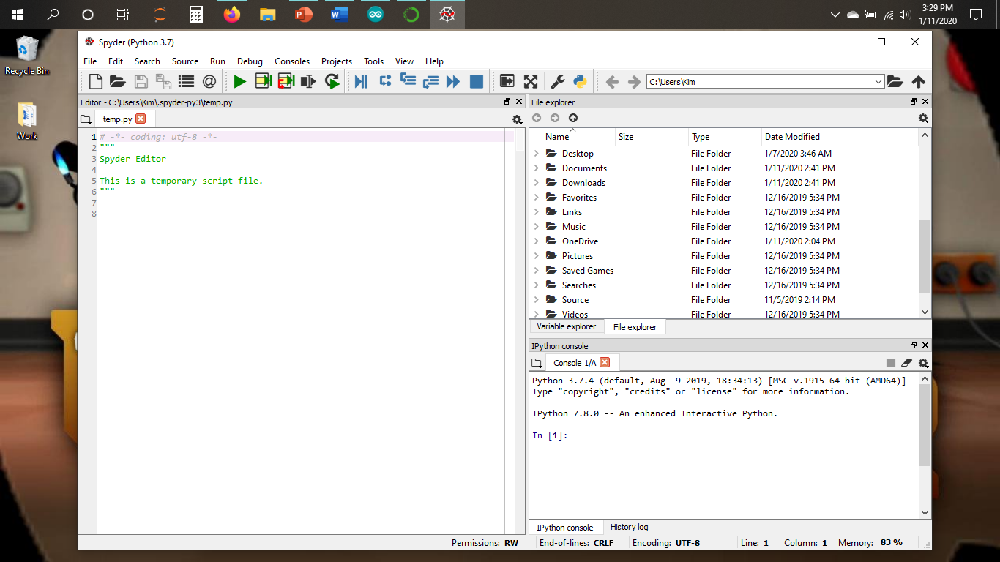 3:29 PM
1/11/2020
Recycle Bin
Work
Spyder (Python 3.7)
File Edit Search Source Run Debug Consoles Projects Tools View Help
C:\Users\Kim
Editor - C:\Users\Kim\.spyder-py3\temp.py
temp.py
1 # -*- coding: utf-8 -*-
2 """
3 Spyder Editor
4
5 This is a temporary script file.
6 """
7
8
File explorer
Name Size Type Date Modified
Desktop File Folder 1/7/2020 3:46 AM
Documents File Folder 1/11/2020 2:41 PM
Downloads File Folder 1/11/2020 2:41 PM
Favorites File Folder 12/16/2019 5:34 PM
Links File Folder 12/16/2019 5:34 PM
Music File Folder 12/16/2019 5:34 PM
OneDrive File Folder 1/11/2020 2:04 PM
Pictures File Folder 12/16/2019 5:34 PM
Saved Games File Folder 12/16/2019 5:34 PM
Searches File Folder 12/16/2019 5:34 PM
Source File Folder 11/5/2019 2:14 PM
Videos File Folder 12/16/2019 5:34 PM
Variable explorer File explorer
IPython console
Console 1/A
Python 3.7.4 (default, Aug  9 2019, 18:34:13) [MSC v.1915 64 bit (AMD64)]
Type "copyright", "credits" or "license" for more information.
IPython 7.8.0 -- An enhanced Interactive Python.
In [1]:
IPython console History log
Permissions: RW End-of-lines: CRLF Encoding: UTF-8 Line: 1 Column: 1 Memory: 83 %